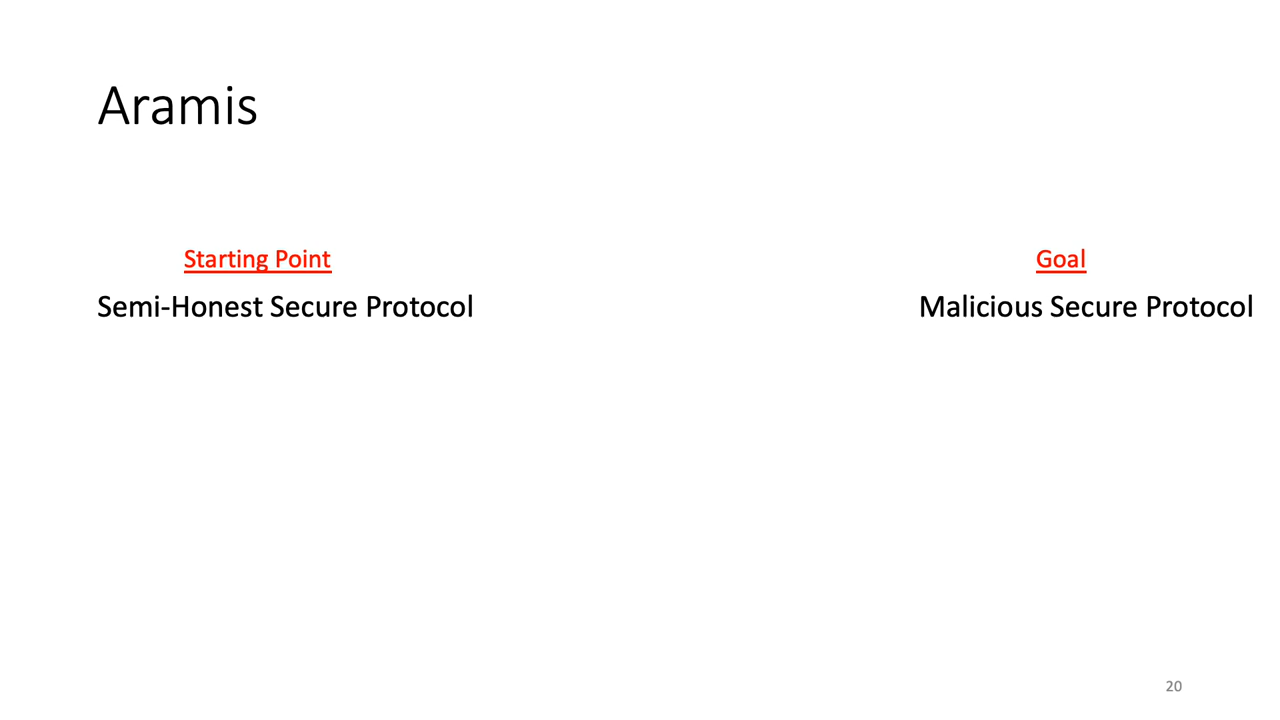 Aramis
Starting Point
Goal
Semi-Honest Secure Protocol
Malicious Secure Protocol
20